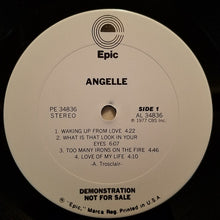 Epic
ANGELLE
PE 34836
STEREO
SIDE 1
AL 34836
℗ 1977 CBS Inc.
1. WAKING UP FROM LOVE 4:22
2. WHAT IS THAT LOOK IN YOUR
EYES 6:07
3. TOO MANY IRONS ON THE FIRE 4:46
4. LOVE OF MY LIFE 4:10
- A. Trosclair -
DEMONSTRATION
NOT FOR SALE
® "Epic," Marca Reg. Printed in U.S.A.